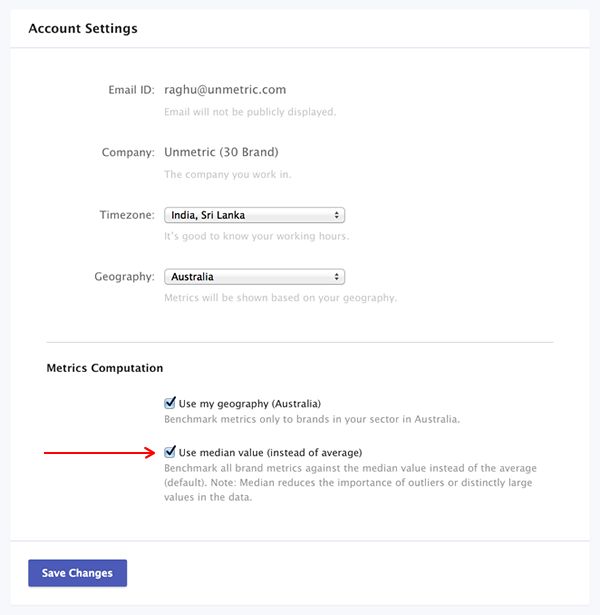 Account Settings
Email ID: raghu@unmetric.com
Email will not be publicly displayed.
Company: Unmetric (30 Brand)
The company you work in.
Timezone: India, Sri Lanka
It's good to know your working hours.
Geography: Australia
Metrics will be shown based on your geography.
Metrics Computation
Use my geography (Australia)
Benchmark metrics only to brands in your sector in Australia.
Use median value (instead of average)
Benchmark all brand metrics against the median value instead of the average
(default). Note: Median reduces the importance of outliers or distinctly large
values in the data.
Save Changes